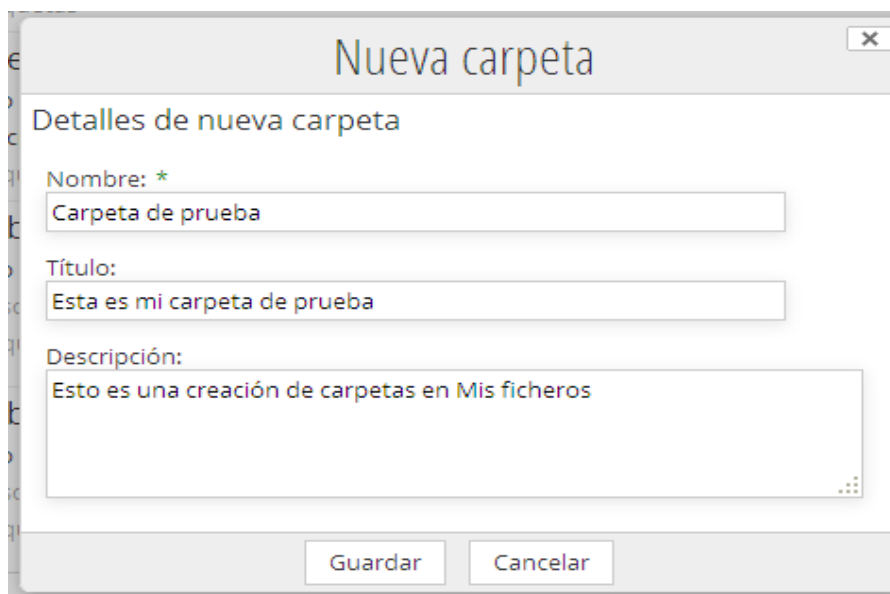 Nueva carpeta
Detalles de nueva carpeta
Nombre: *
Carpeta de prueba
Título:
Esta es mi carpeta de prueba
Descripción:
Esto es una creación de carpetas en Mis ficheros
Guardar Cancelar